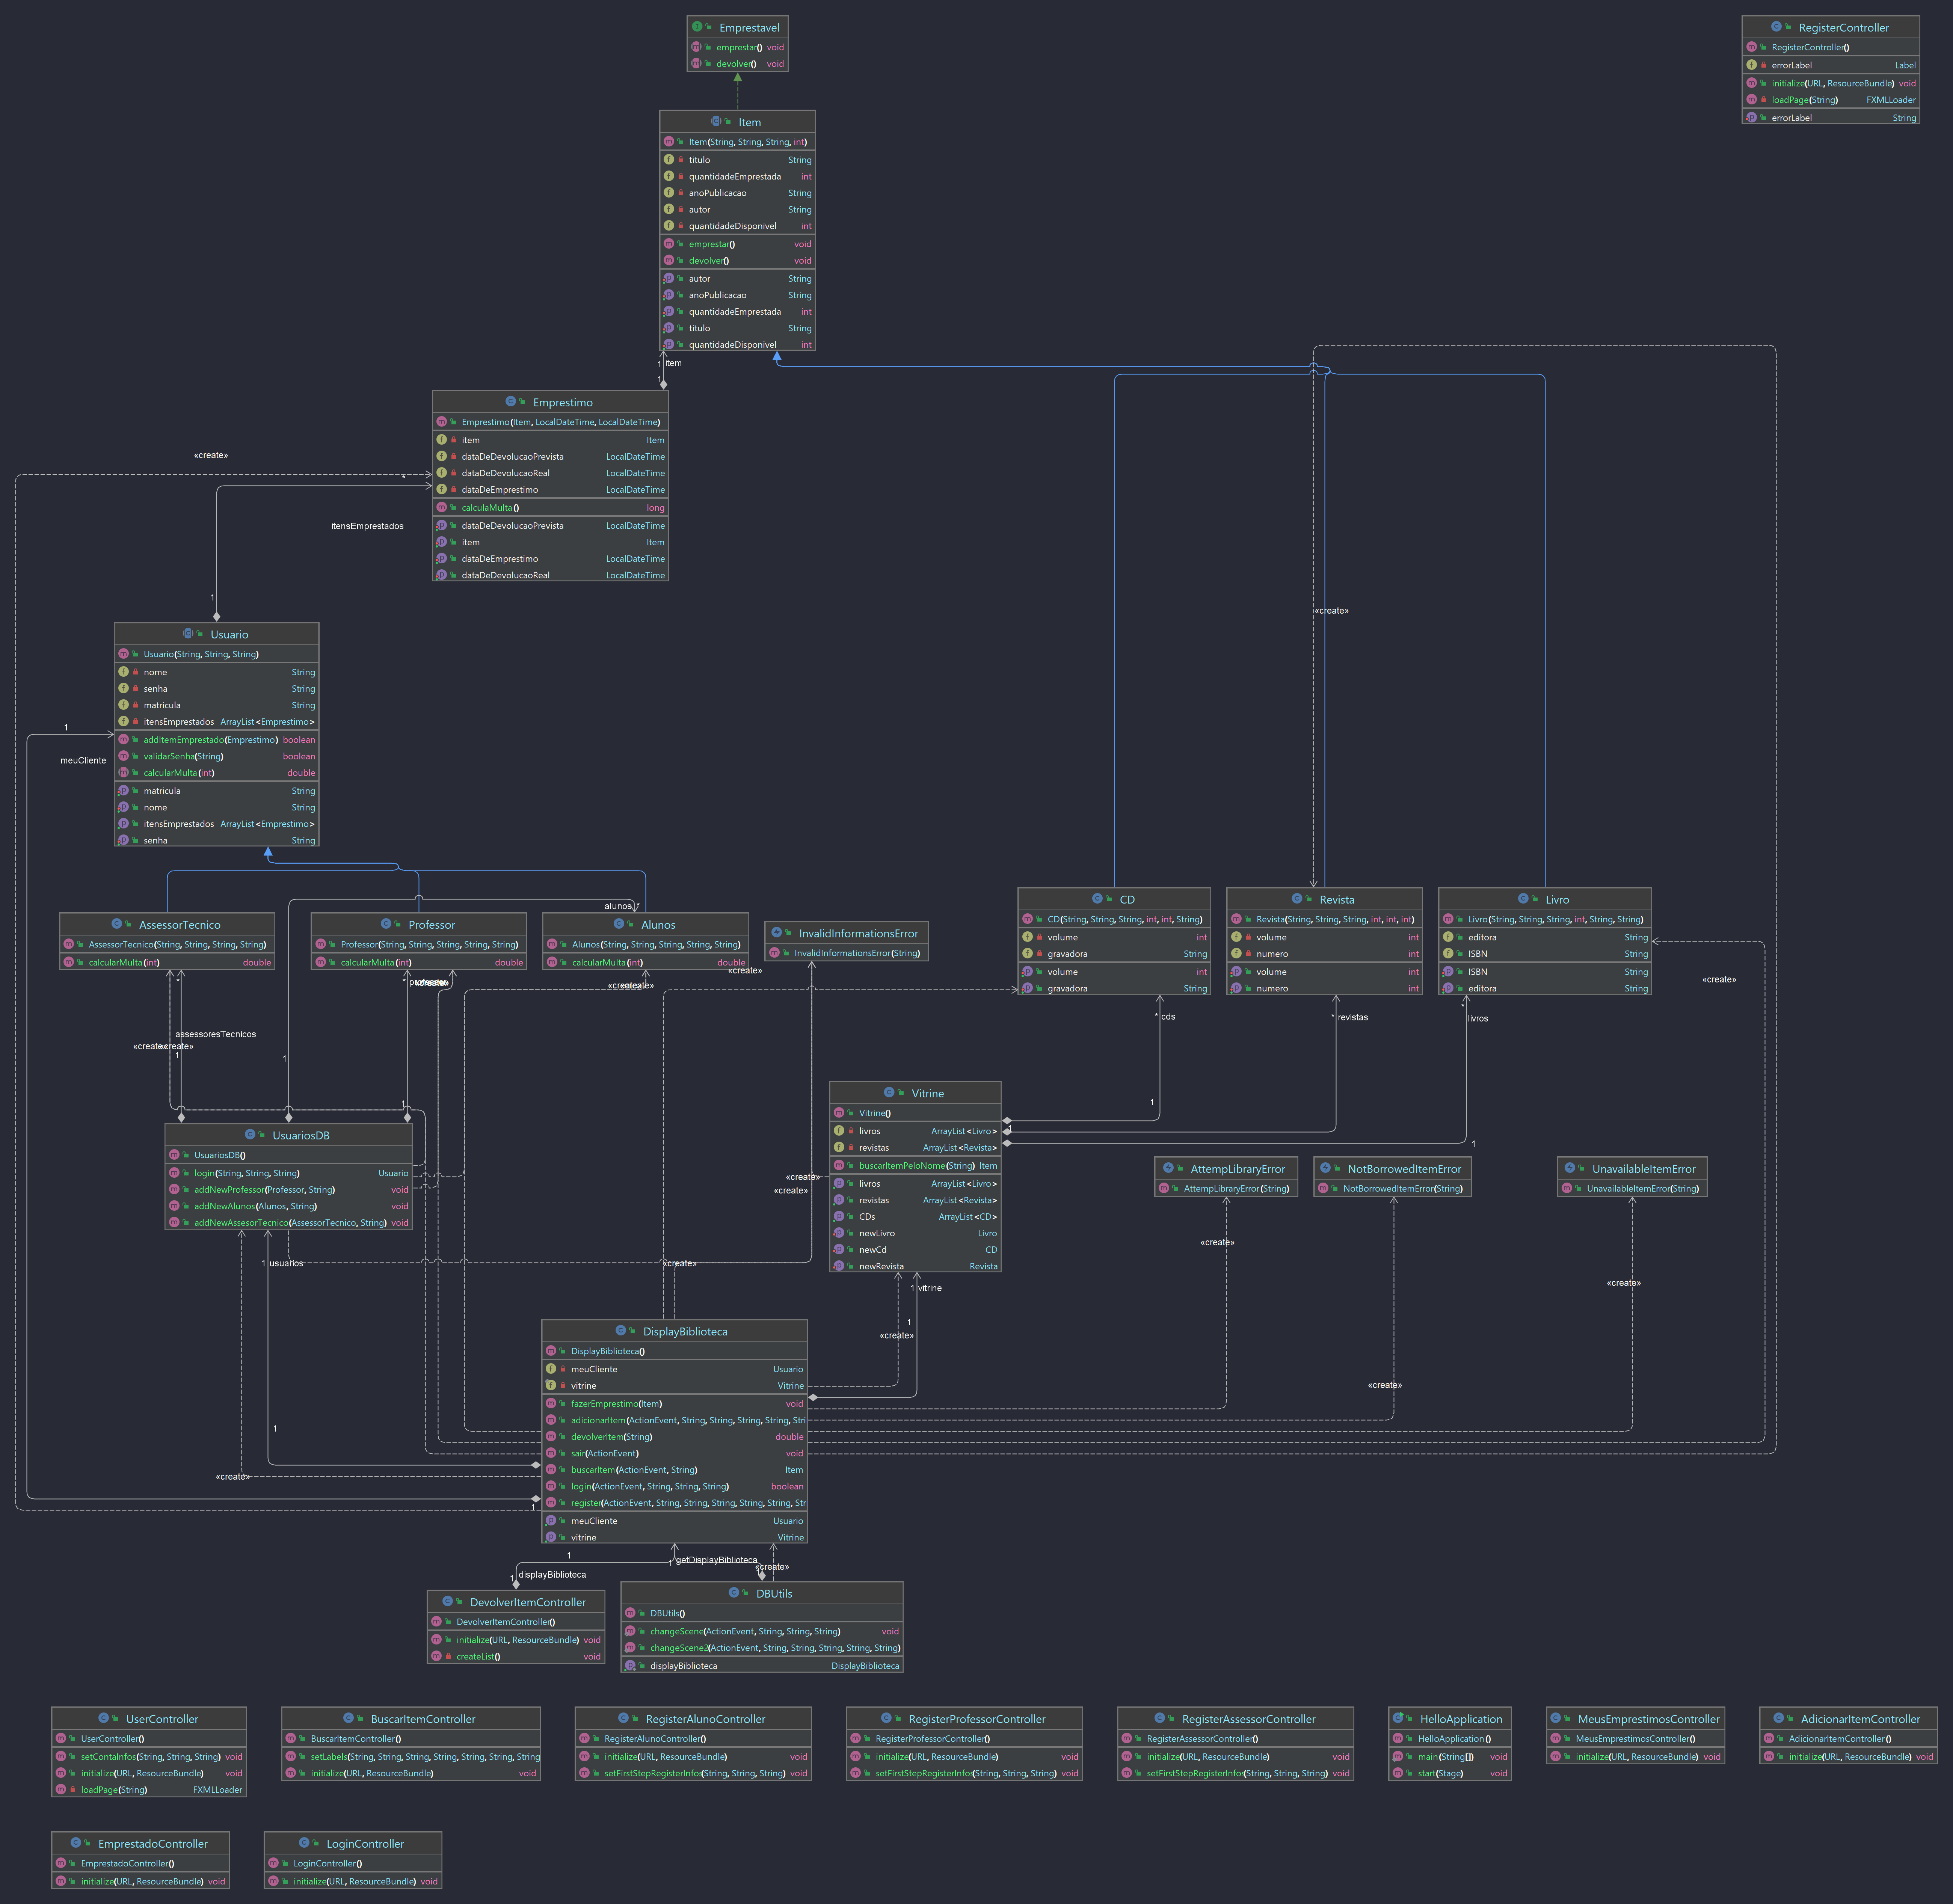 Emprestavel
emprestar() void
devolver() void
RegisterController
RegisterController()
errorLabel Label
initialize(URL, ResourceBundle) void
loadPage(String) FXMLLoader
errorLabel String
Item
Item(String, String, String, int)
titulo String
quantidadeEmprestada int
anoPublicacao String
autor String
quantidadeDisponivel int
emprestar() void
devolver() void
autor String
anoPublicacao String
quantidadeEmprestada int
titulo String
quantidadeDisponivel int
1 item
1
Emprestimo
Emprestimo(Item, LocalDateTime, LocalDateTime)
item Item
dataDeDevolucaoPrevista LocalDateTime
dataDeDevolucaoReal LocalDateTime
dataDeEmprestimo LocalDateTime
calculaMulta() long
dataDeDevolucaoPrevista LocalDateTime
item Item
dataDeEmprestimo LocalDateTime
dataDeDevolucaoReal LocalDateTime
«create»
*
itensEmprestados
1
«create»
Usuario
Usuario(String, String, String)
nome String
senha String
matricula String
itensEmprestados ArrayList<Emprestimo>
addItemEmprestado(Emprestimo) boolean
validarSenha(String) boolean
calcularMulta(int) double
matricula String
nome String
itensEmprestados ArrayList<Emprestimo>
senha String
1
meuCliente
AssessorTecnico
AssessorTecnico(String, String, String, String)
calcularMulta(int) double
Professor
Professor(String, String, String, String, String)
calcularMulta(int) double
alunos *
Alunos
Alunos(String, String, String, String, String)
calcularMulta(int) double
InvalidInformationsError
InvalidInformationsError(String)
CD
CD(String, String, String, int, int, String)
volume int
gravadora String
volume int
gravadora String
Revista
Revista(String, String, String, int, int, int)
volume int
numero int
volume int
numero int
Livro
Livro(String, String, String, int, String, String)
editora String
ISBN String
ISBN String
editora String
«create»
«create»
*
*
«create»
«create»
* cds
* revistas
*
livros
assessoresTecnicos
«create»
«create»
1
1
1
1
1
1
Vitrine
Vitrine()
livros ArrayList<Livro>
revistas ArrayList<Revista>
buscarItemPeloNome(String) Item
livros ArrayList<Livro>
revistas ArrayList<Revista>
CDs ArrayList<CD>
newLivro Livro
newCd CD
newRevista Revista
UsuariosDB
UsuariosDB()
login(String, String, String) Usuario
addNewProfessor(Professor, String) void
addNewAlunos(Alunos, String) void
addNewAssesorTecnico(AssessorTecnico, String) void
AttempLibraryError
AttempLibraryError(String)
NotBorrowedItemError
NotBorrowedItemError(String)
UnavailableItemError
UnavailableItemError(String)
«create»
«create»
«create»
1 usuarios
«create»
«create»
1 vitrine
1
«create»
«create»
DisplayBiblioteca
DisplayBiblioteca()
meuCliente Usuario
vitrine Vitrine
fazerEmprestimo(Item) void
adicionarItem(ActionEvent, String, String, String, String, Stri
devolverItem(String) double
sair(ActionEvent) void
buscarItem(ActionEvent, String) Item
login(ActionEvent, String, String, String) boolean
register(ActionEvent, String, String, String, String, String, Str
meuCliente Usuario
vitrine Vitrine
1
«create»
1
1
1 getDisplayBiblioteca
«create»
1 displayBiblioteca
DevolverItemController
DevolverItemController()
initialize(URL, ResourceBundle) void
createList() void
DBUtils
DBUtils()
changeScene(ActionEvent, String, String, String) void
changeScene2(ActionEvent, String, String, String, String, String)
displayBiblioteca DisplayBiblioteca
UserController
UserController()
setContaInfos(String, String, String) void
initialize(URL, ResourceBundle) void
loadPage(String) FXMLLoader
BuscarItemController
BuscarItemController()
setLabels(String, String, String, String, String, String, String
initialize(URL, ResourceBundle) void
RegisterAlunoController
RegisterAlunoController()
initialize(URL, ResourceBundle) void
setFirstStepRegisterInfos(String, String, String) void
RegisterProfessorController
RegisterProfessorController()
initialize(URL, ResourceBundle) void
setFirstStepRegisterInfos(String, String, String) void
RegisterAssessorController
RegisterAssessorController()
initialize(URL, ResourceBundle) void
setFirstStepRegisterInfos(String, String, String) void
HelloApplication
HelloApplication()
main(String[]) void
start(Stage) void
MeusEmprestimosController
MeusEmprestimosController()
initialize(URL, ResourceBundle) void
AdicionarItemController
AdicionarItemController()
initialize(URL, ResourceBundle) void
EmprestadoController
EmprestadoController()
initialize(URL, ResourceBundle) void
LoginController
LoginController()
initialize(URL, ResourceBundle) void